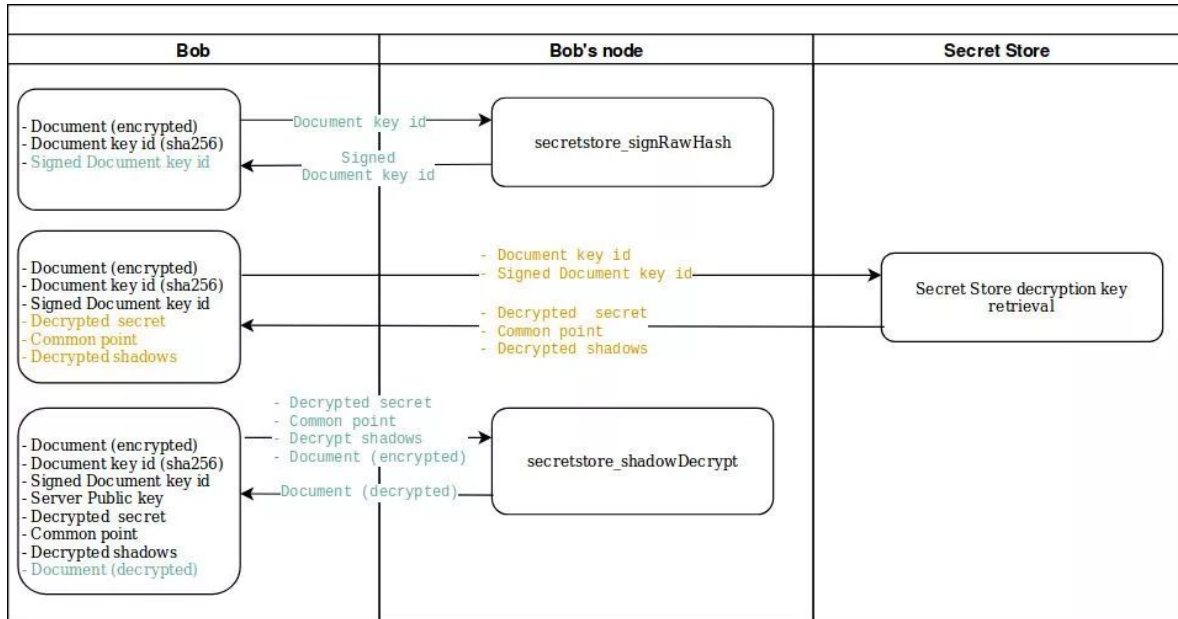 Bob
Bob's node
Secret Store
- Document (encrypted)
- Document key id (sha256)
- Signed Document key id
Document key id
Signed
Document key id
secretstore_signRawHash
- Document (encrypted)
- Document key id (sha256)
- Signed Document key id
- Decrypted secret
- Common point
- Decrypted shadows
- Document key id
- Signed Document key id
- Decrypted secret
- Common point
- Decrypted shadows
Secret Store decryption key
retrieval
- Document (encrypted)
- Document key id (sha256)
- Signed Document key id
- Server Public key
- Decrypted secret
- Common point
- Decrypted shadows
- Document (decrypted)
- Decrypted secret
- Common point
- Decrypt shadows
- Document (encrypted)
Document (decrypted)
secretstore_shadowDecrypt